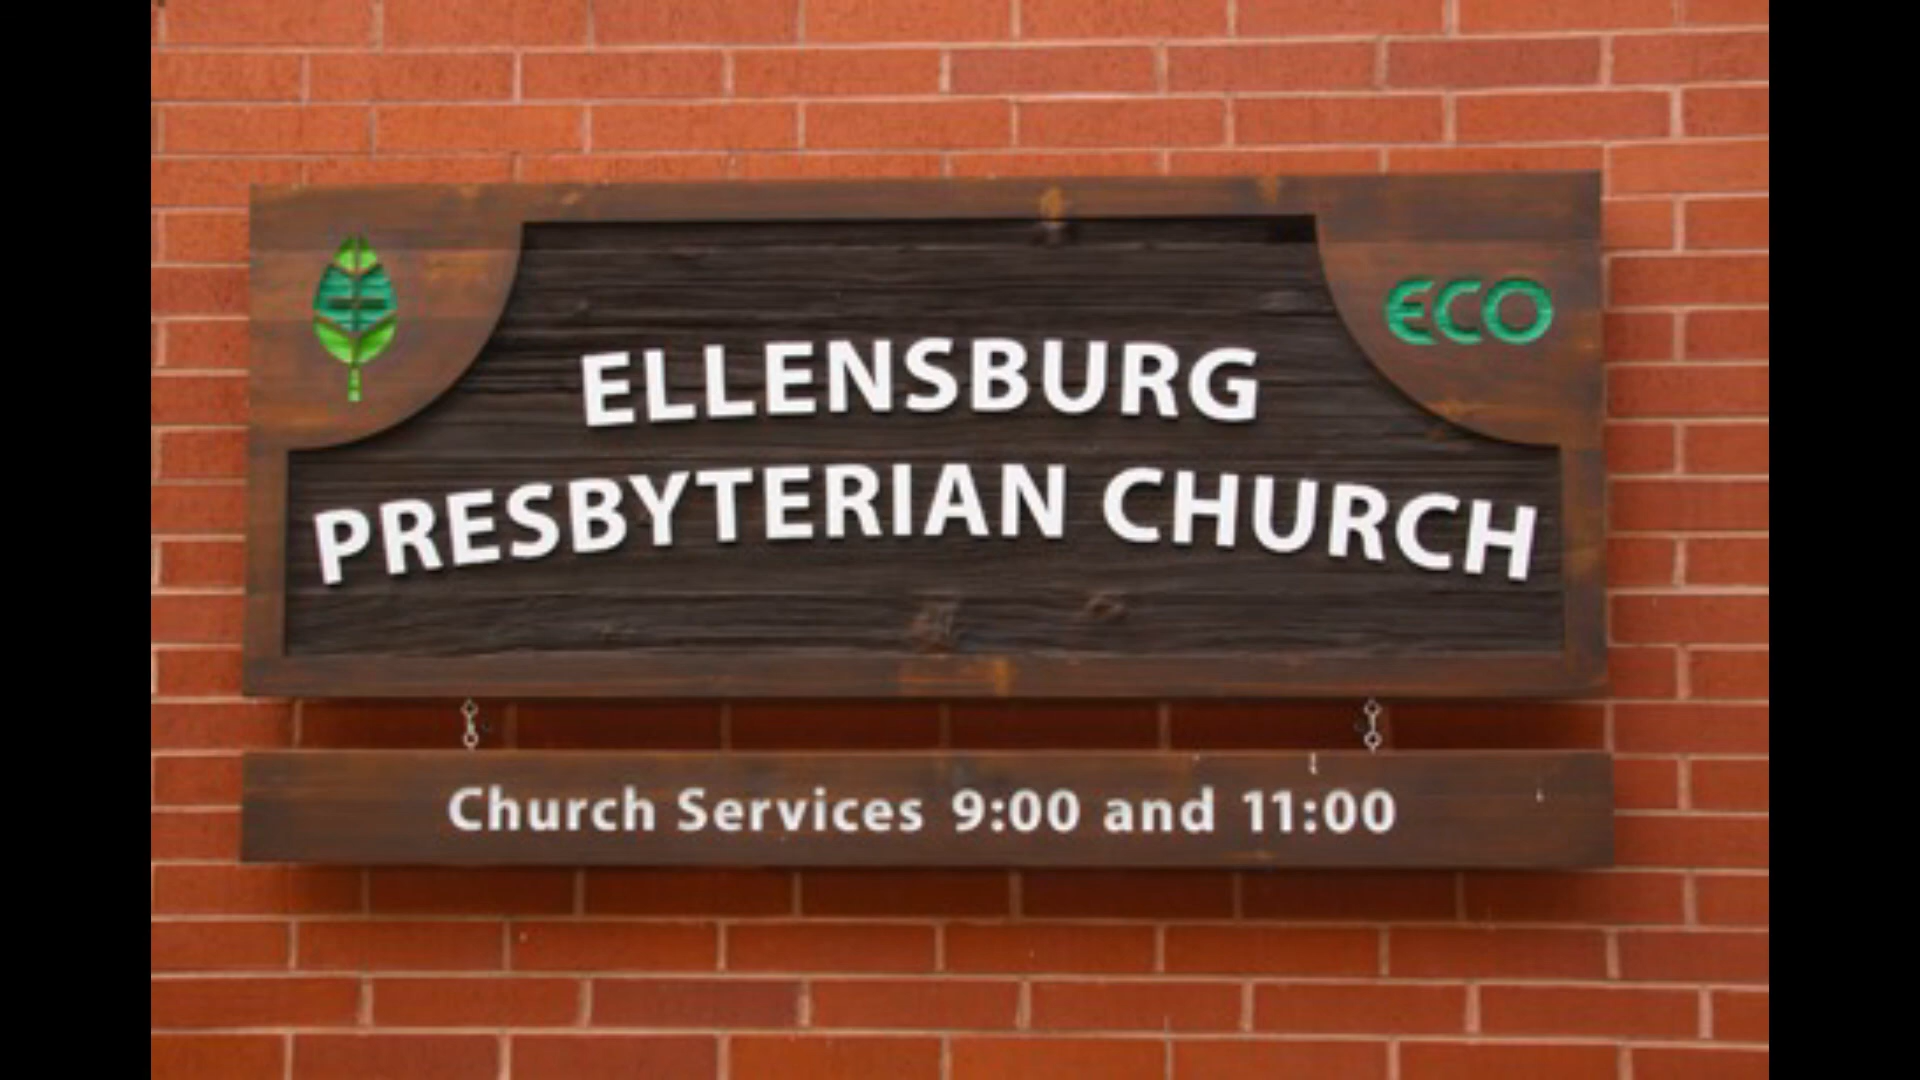 ECO
ELLENSBURG
PRESBYTERIAN CHURCH
Church Services 9:00 and 11:00